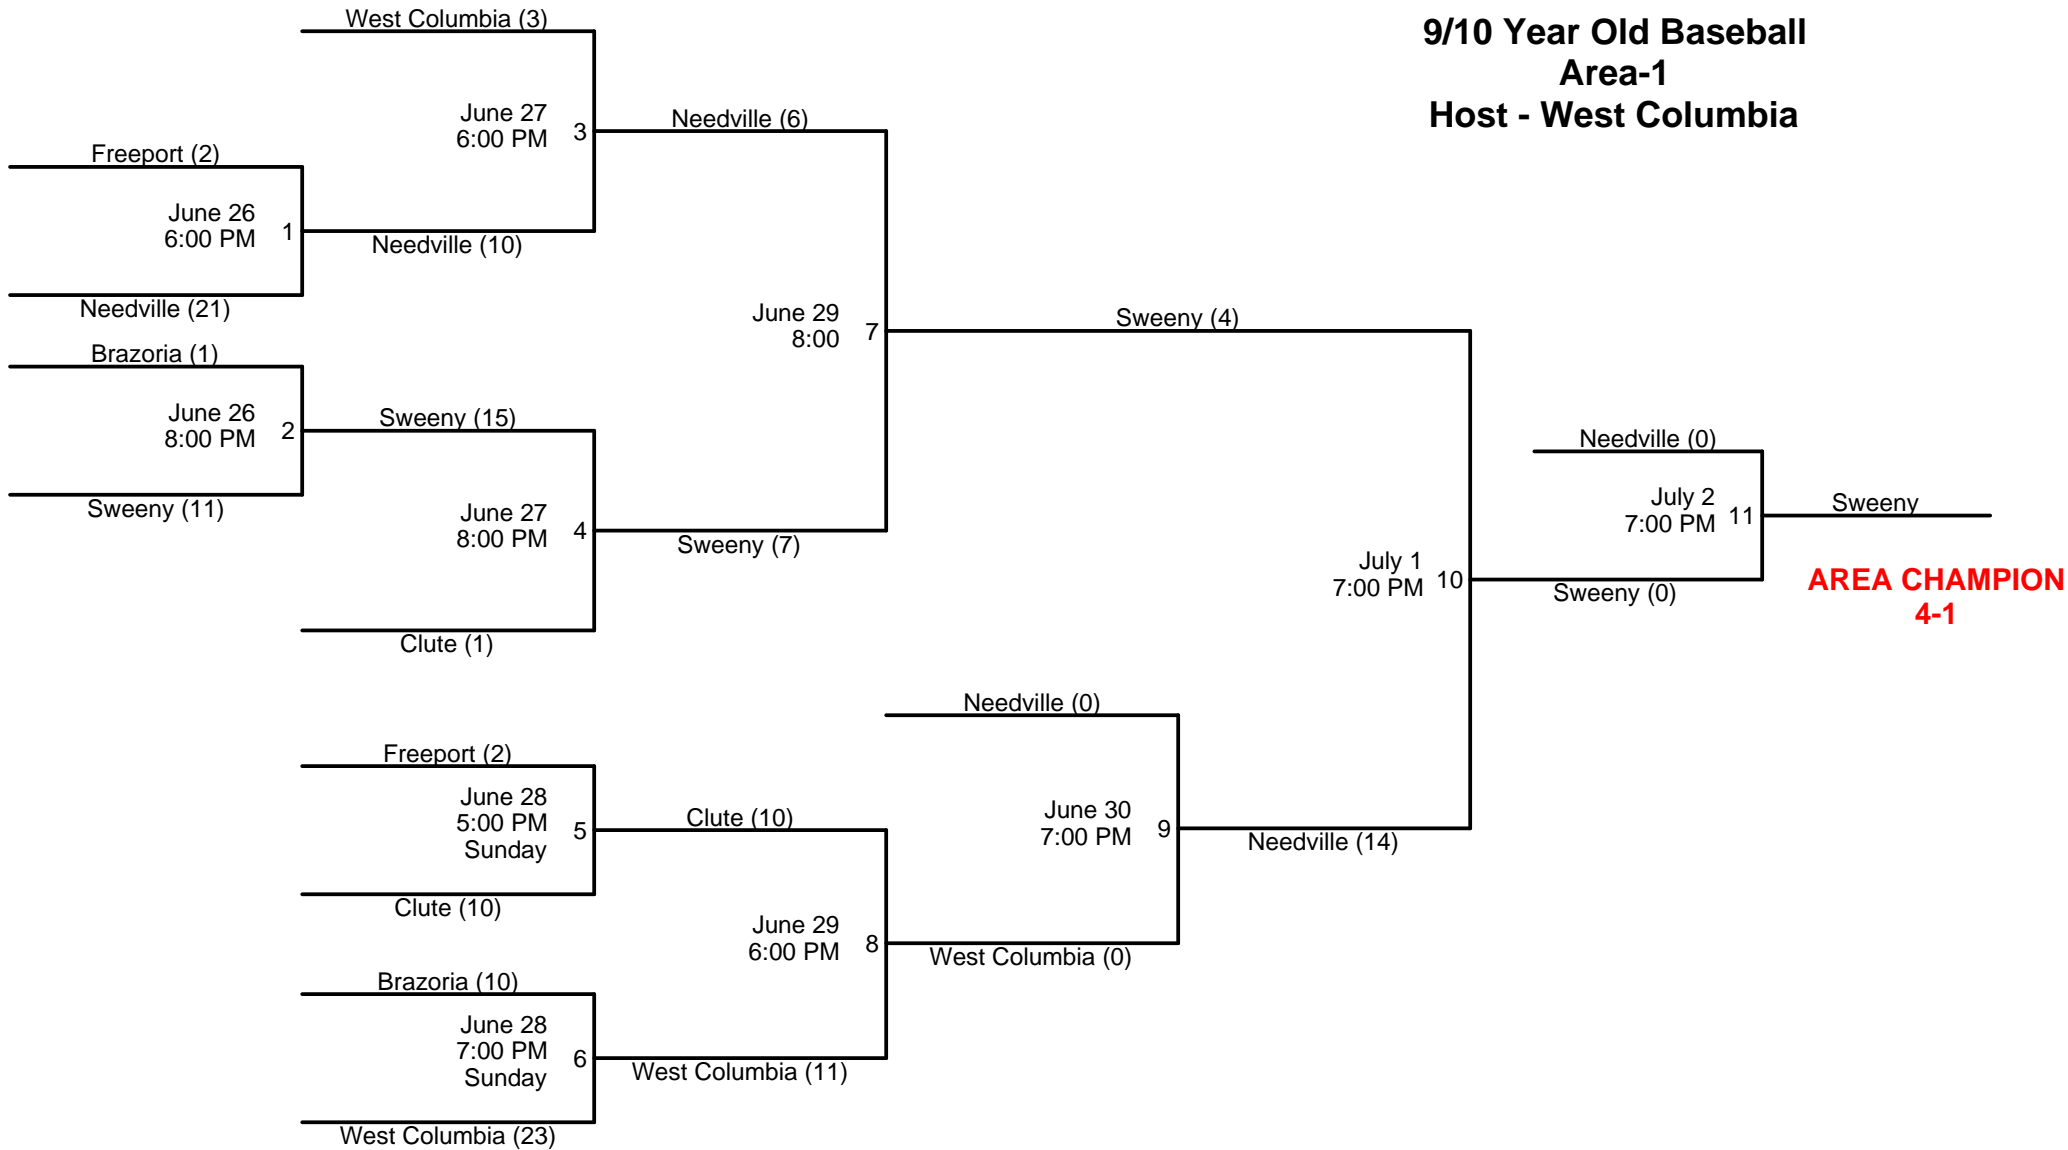 9/10 Year Old Baseball
Area-1
Host - West Columbia
West Columbia (3)
June 27
6:00 PM
3
Needville (6)
Freeport (2)
June 26
6:00 PM
1
Needville (10)
Needville (21)
June 29
8:00
7
Sweeny (4)
Brazoria (1)
June 26
8:00 PM
2
Sweeny (15)
Sweeny (11)
June 27
8:00 PM
4
Sweeny (7)
Clute (1)
Needville (0)
July 2
7:00 PM
11
Sweeny
July 1
7:00 PM
10
Sweeny (0)
AREA CHAMPION
4-1
Needville (0)
Freeport (2)
June 28
5:00 PM
Sunday
5
Clute (10)
Clute (10)
June 30
7:00 PM
9
Needville (14)
June 29
6:00 PM
8
West Columbia (0)
Brazoria (10)
June 28
7:00 PM
Sunday
6
West Columbia (11)
West Columbia (23)